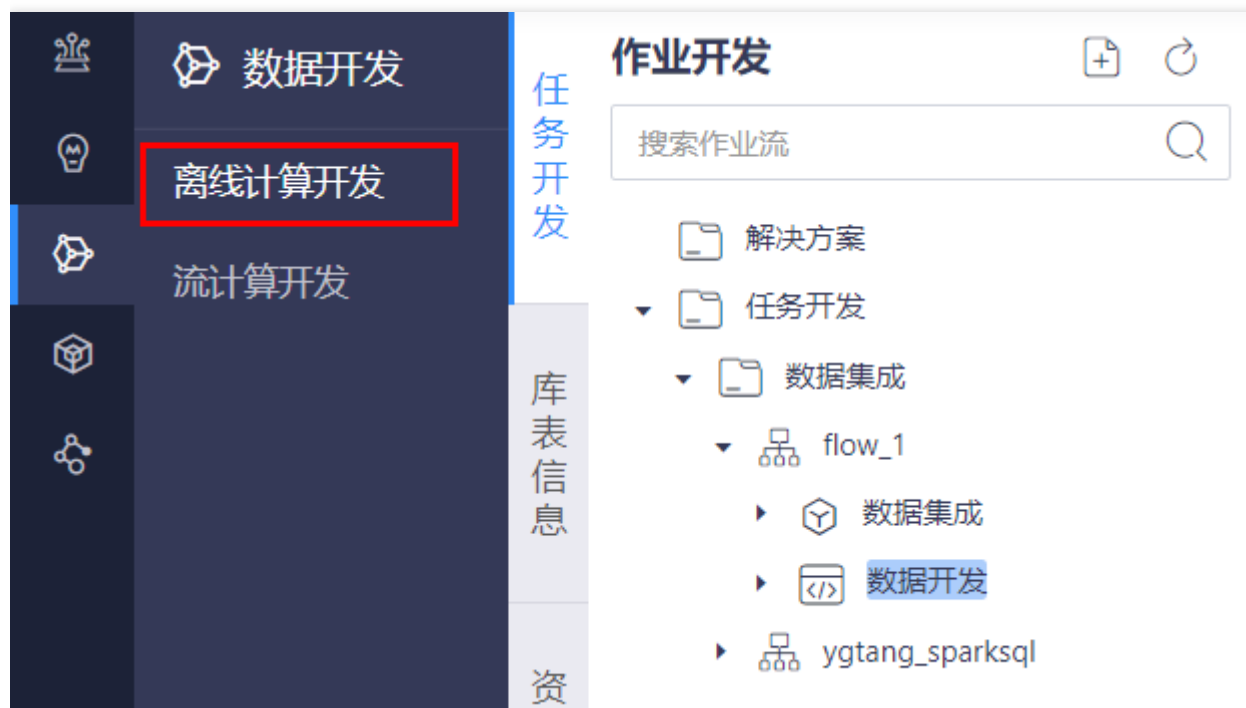 数据开发
离线计算开发
流计算开发
任务开发
库表信息
资
作业开发
搜索作业流
解决方案
任务开发
数据集成
flow_1
数据集成
数据开发
ygtang_sparksql